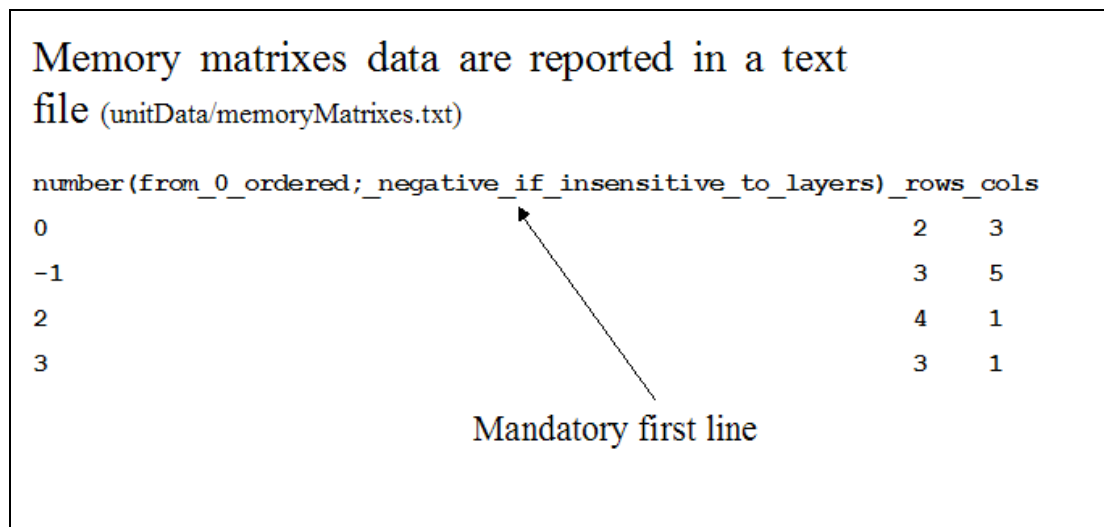 Memory matrixes data are reported in a text
file (unitData/memoryMatrixes.txt)
number(from_0_ordered;_negative_if_insensitive_to_layers)_rows_cols
0 2 3
-1 3 5
2 4 1
3 3 1
Mandatory first line